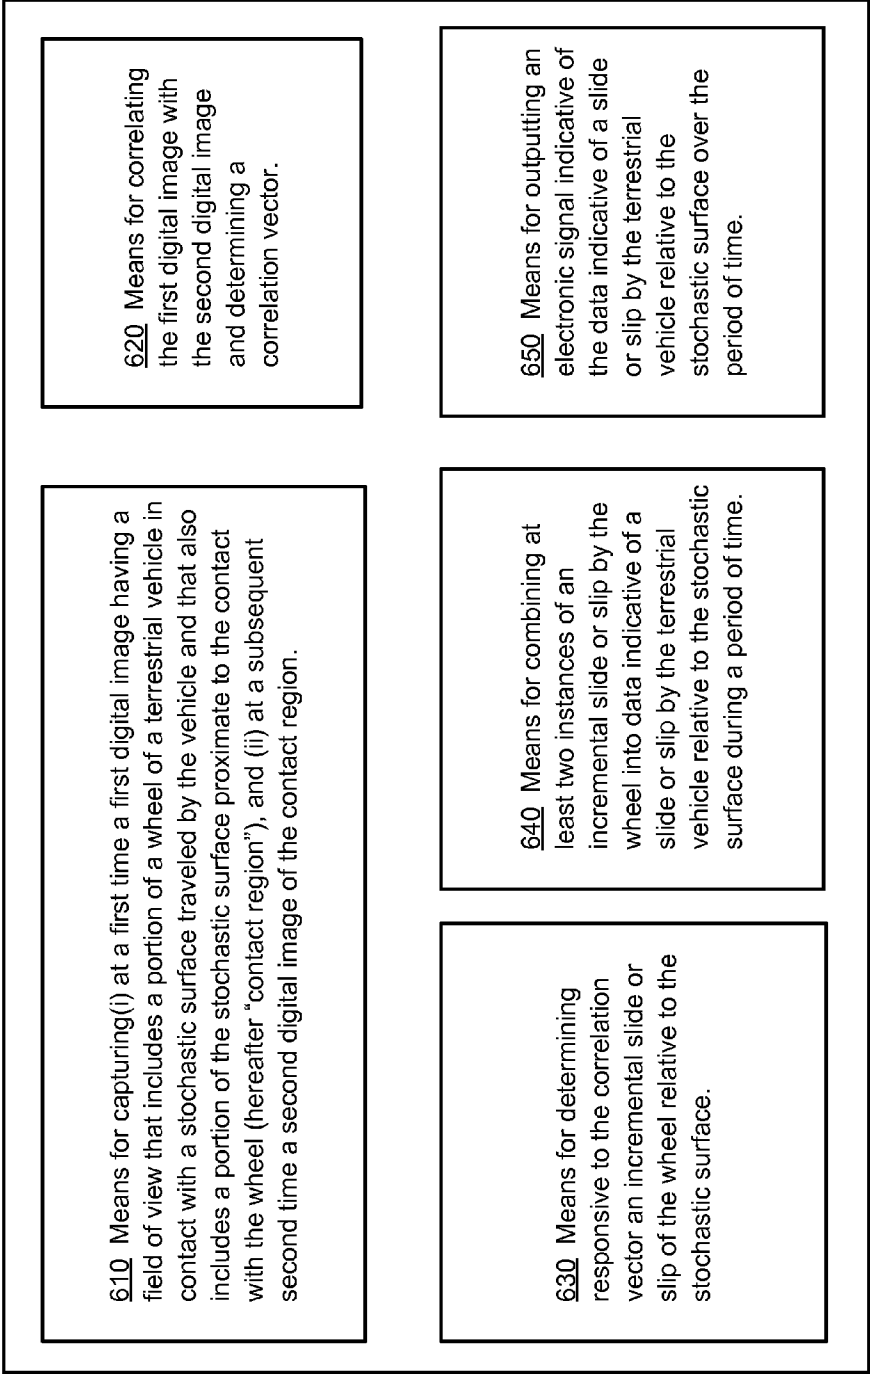 610 Means for capturing(i) at a first time a first digital image having a
field of view that includes a portion of a wheel of a terrestrial vehicle in
contact with a stochastic surface traveled by the vehicle and that also
includes a portion of the stochastic surface proximate to the contact
with the wheel (hereafter “contact region”), and (ii) at a subsequent
second time a second digital image of the contact region.
620 Means for correlating
the first digital image with
the second digital image
and determining a
correlation vector.
630 Means for determining
responsive to the correlation
vector an incremental slide or
slip of the wheel relative to the
stochastic surface.
640 Means for combining at
least two instances of an
incremental slide or slip by the
wheel into data indicative of a
slide or slip by the terrestrial
vehicle relative to the stochastic
surface during a period of time.
650 Means for outputting an
electronic signal indicative of
the data indicative of a slide
or slip by the terrestrial
vehicle relative to the
stochastic surface over the
period of time.